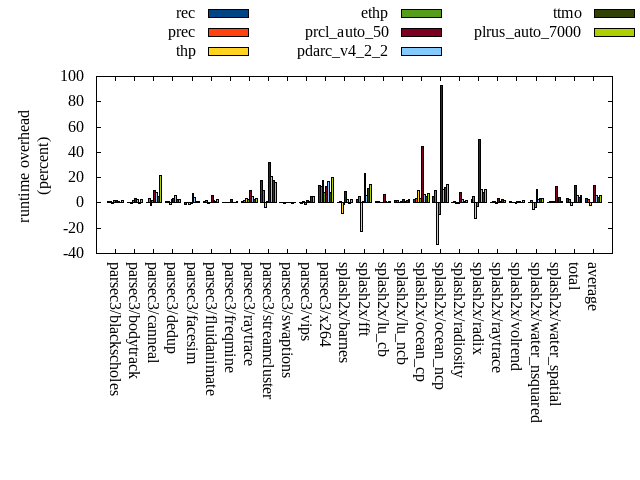 rec
prec
thp
ethp
prcl_auto_50
pdarc_v4_2_2
ttmo
plrus_auto_7000
runtime overhead
(percent)
100
80
60
40
20
0
-20
-40
parsec3/blackscholes
parsec3/bodytrack
parsec3/canneal
parsec3/dedup
parsec3/facesim
parsec3/fluidanimate
parsec3/freqmine
parsec3/raytrace
parsec3/streamcluster
parsec3/swaptions
parsec3/vips
parsec3/x264
splash2x/barnes
splash2x/fft
splash2x/lu_cb
splash2x/lu_ncb
splash2x/ocean_cp
splash2x/ocean_ncp
splash2x/radiosity
splash2x/radix
splash2x/raytrace
splash2x/volrend
splash2x/water_nsquared
splash2x/water_spatial
total
average